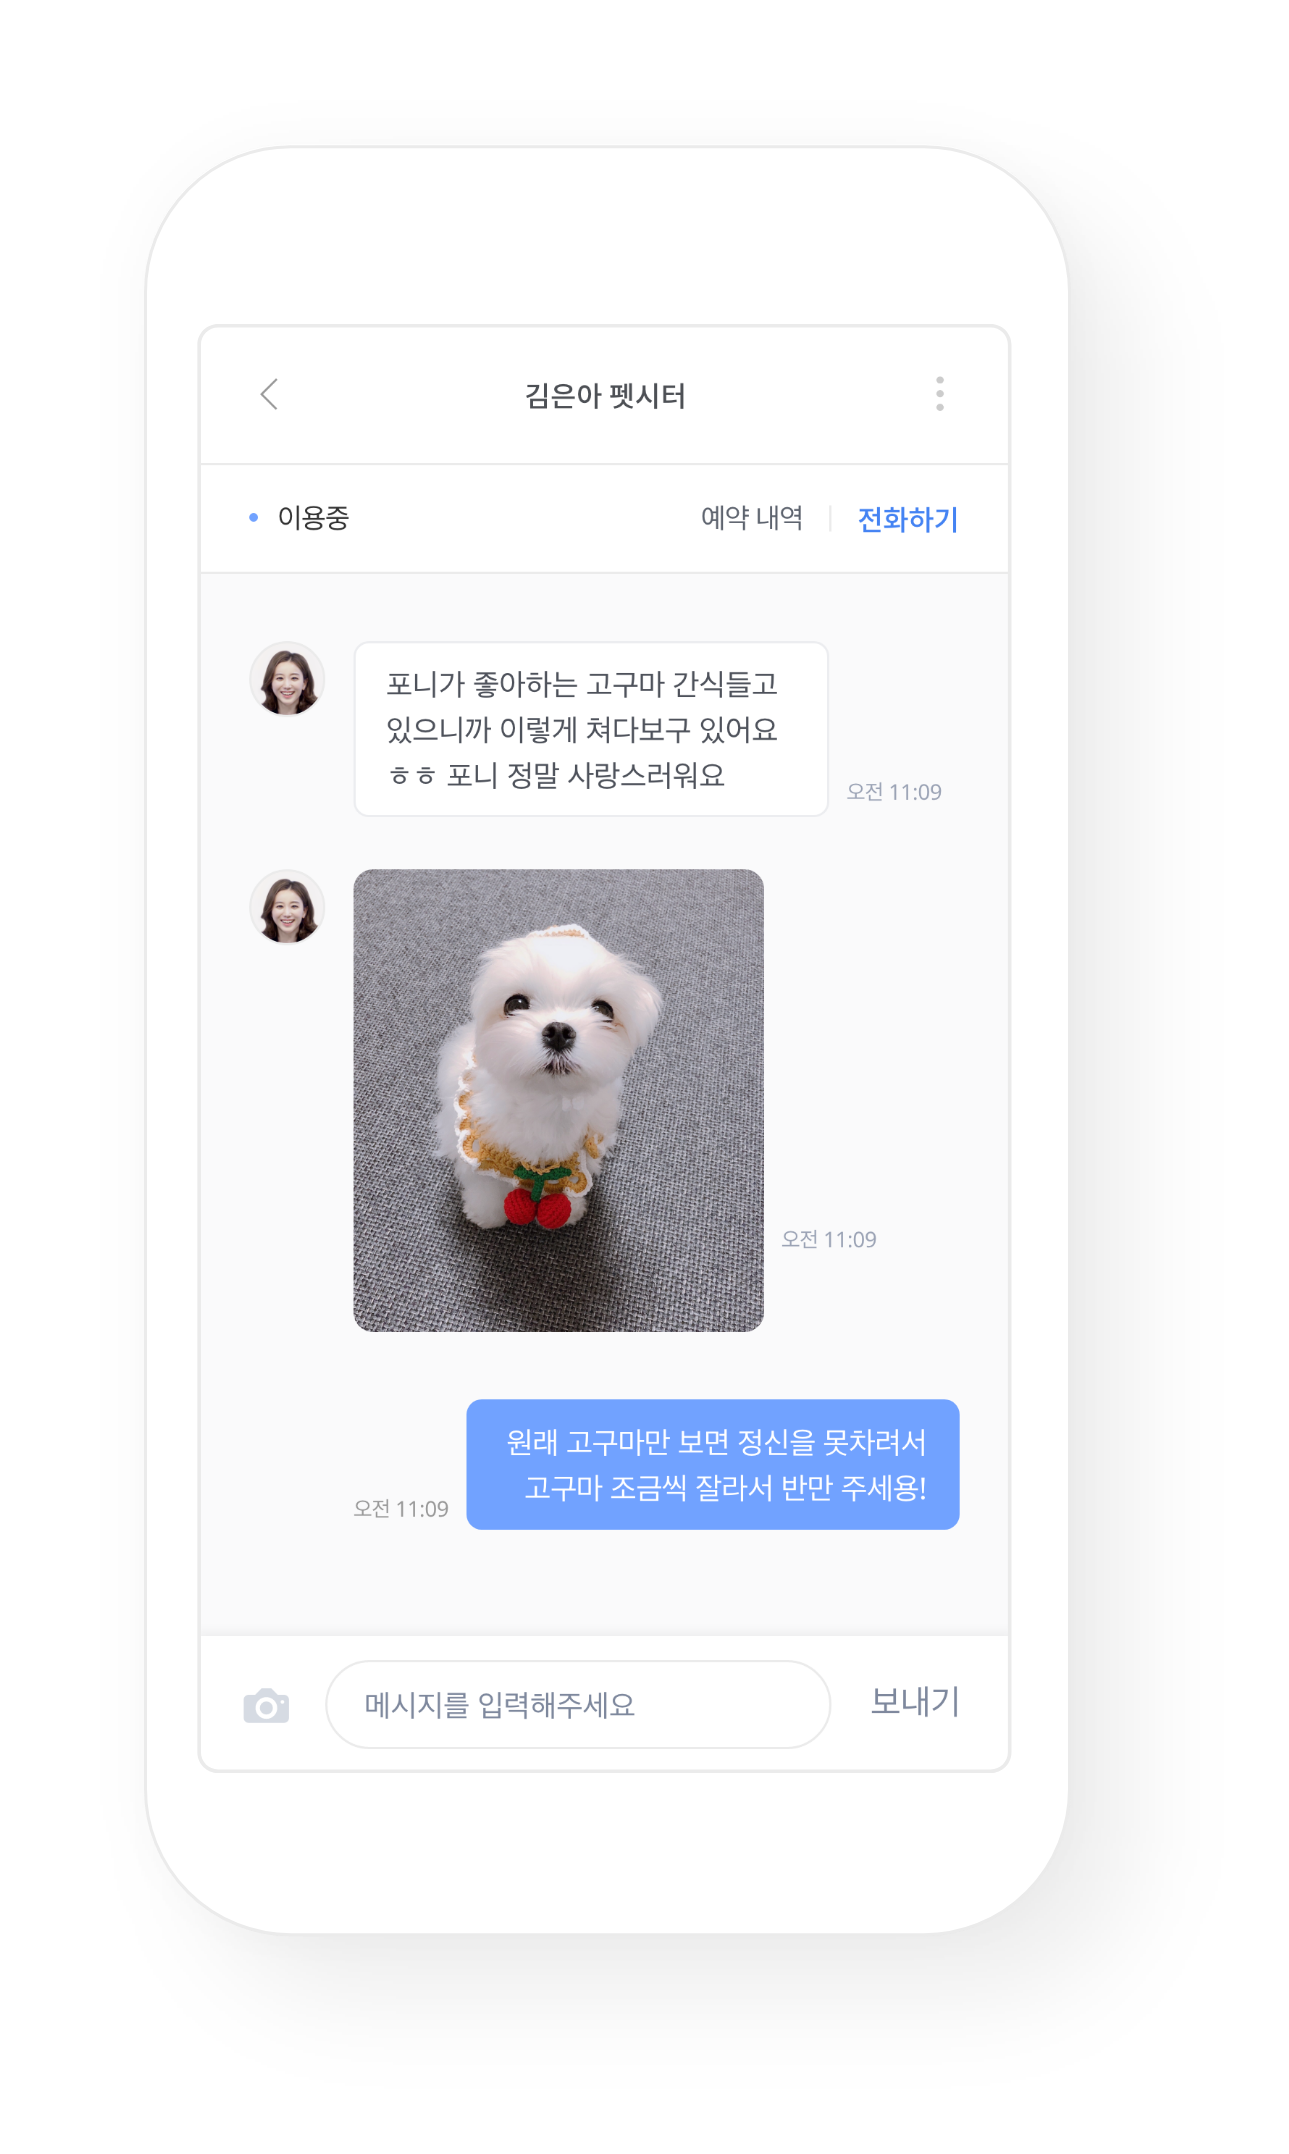 김은아 펫시터
이용중
예약 내역
전화하기
포니가 좋아하는 고구마 간식들고
있으니까 이렇게 쳐다보구 있어요
ㅎㅎ 포니 정말 사랑스러워요
오전 11:09
오전 11:09
원래 고구마만 보면 정신을 못차려서
고구마 조금씩 잘라서 반만 주세용!
오전 11:09
메시지를 입력해주세요
보내기